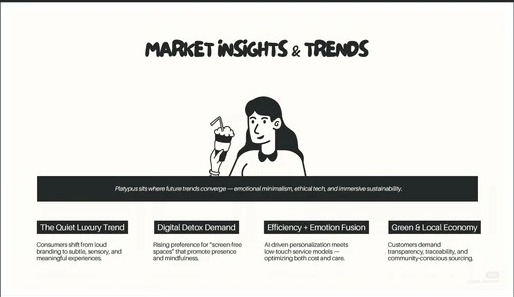 MARKET INSIGHTS & TRENDS
Platypus sits where future trends converge — emotional minimalism, ethical tech, and immersive sustainability.
The Quiet Luxury Trend
Consumers shift from loud
branding to subtle, sensory, and
meaningful experiences.
Digital Detox Demand
Rising preference for "screen-free
spaces" that promote presence
and mindfulness.
Efficiency + Emotion Fusion
AI-driven personalization meets
low-touch service models —
optimizing both cost and care.
Green & Local Economy
Customers demand
transparency, traceability, and
community-conscious sourcing.